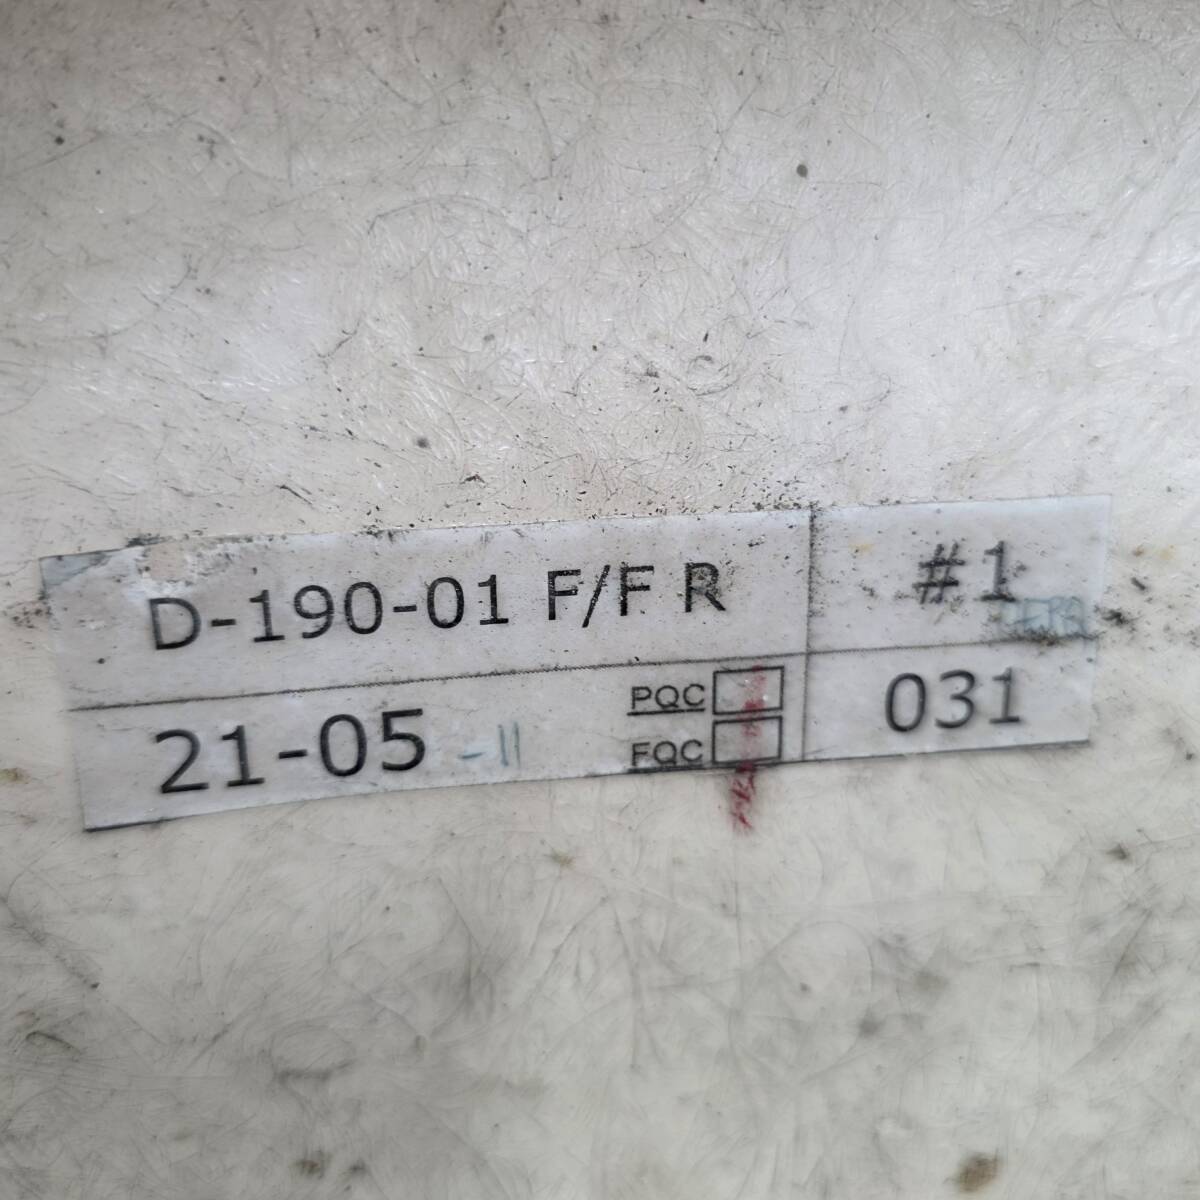 D-190-01 F/F R
#1
21-05 -11
PQC
FQC
031